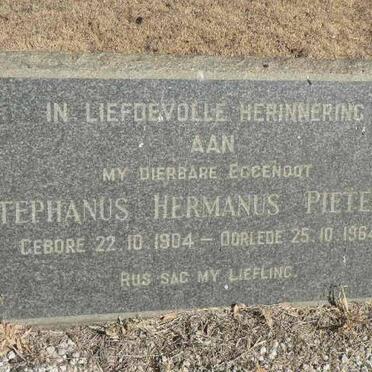 IN LIEFDEVOLLE HERINNERING
AAN
MY DIERBARE EGGENOOT
TEPHANUS HERMANUS PIETE
GEBORE 22.10.1904 — OORLEDE 25.10.1964
RUS SAG MY LIEFLING.